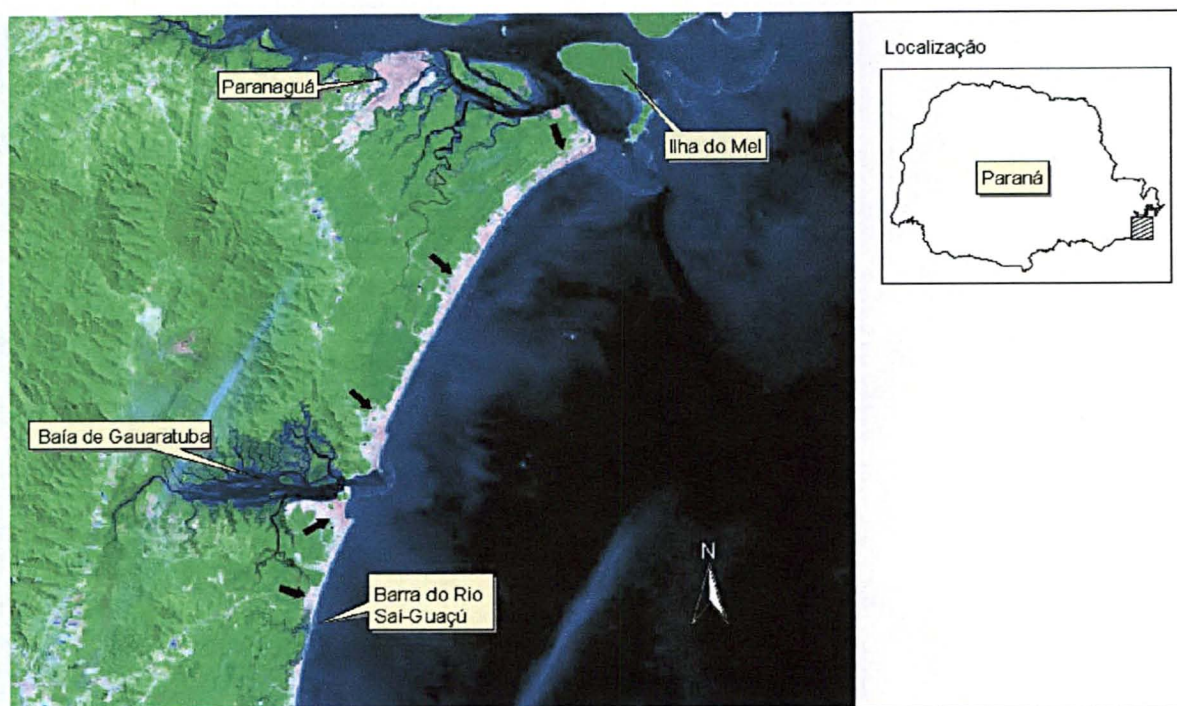 Localização
Paranaguá
Ilha do Mel
Paraná
Baía de Gauaratuba
N
Barra do Rio
Saí-Guaçú